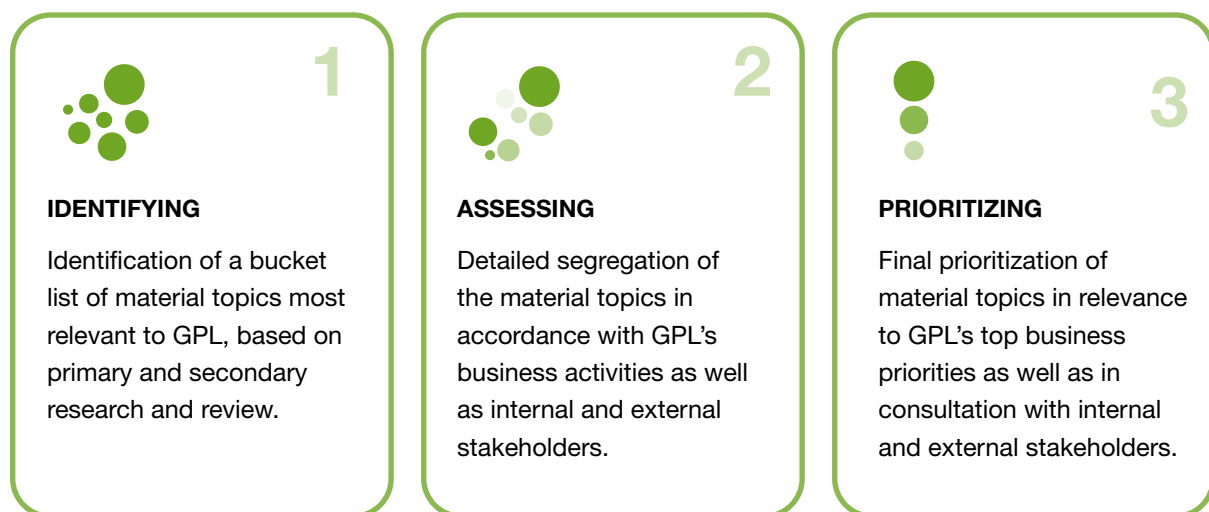 1
IDENTIFYING
Identification of a bucket
list of material topics most
relevant to GPL, based on
primary and secondary
research and review.
2
ASSESSING
Detailed segregation of
the material topics in
accordance with GPL’s
business activities as well
as internal and external
stakeholders.
3
PRIORITIZING
Final prioritization of
material topics in relevance
to GPL’s top business
priorities as well as in
consultation with internal
and external stakeholders.